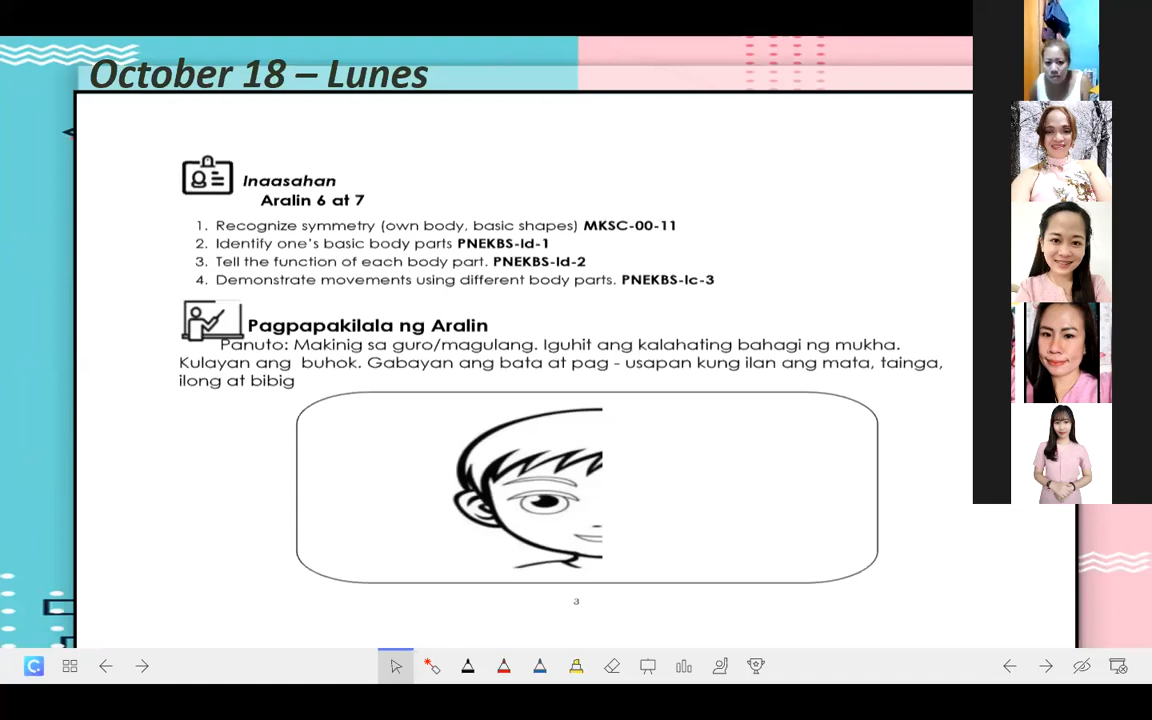 October 18 – Lunes
Inaasahan
Aralin 6 at 7
1. Recognize symmetry (own body, basic shapes) MKSC-00-11
2. Identify one's basic body parts PNEKBS-Id-1
3. Tell the function of each body part. PNEKBS-Id-2
4. Demonstrate movements using different body parts. PNEKBS-Ic-3
Pagpapakilala ng Aralin
Panuto: Makinig sa guro/magulang. Iguhit ang kalahating bahagi ng mukha.
Kulayan ang buhok. Gabayan ang bata at pag - usapan kung ilan ang mata, tainga,
ilong at bibig
3
C